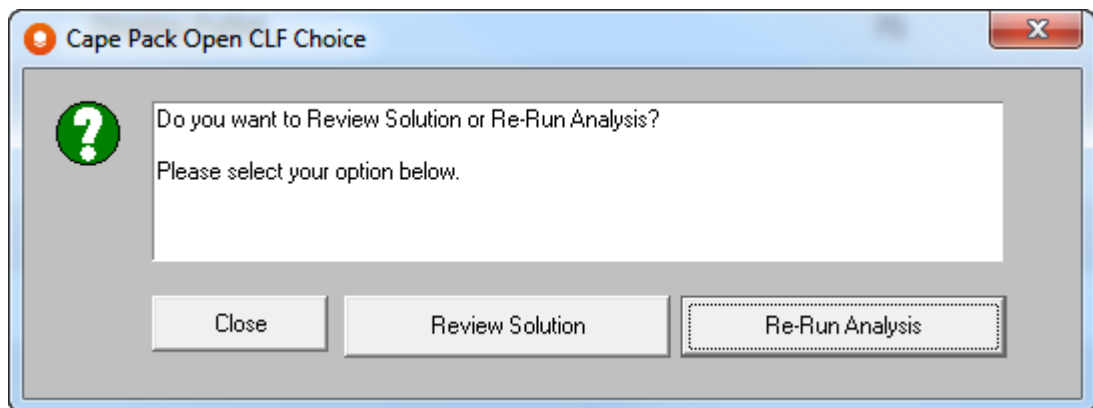 Cape Pack Open CLF Choice
Do you want to Review Solution or Re-Run Analysis?
Please select your option below.
Close
Review Solution
Re-Run Analysis